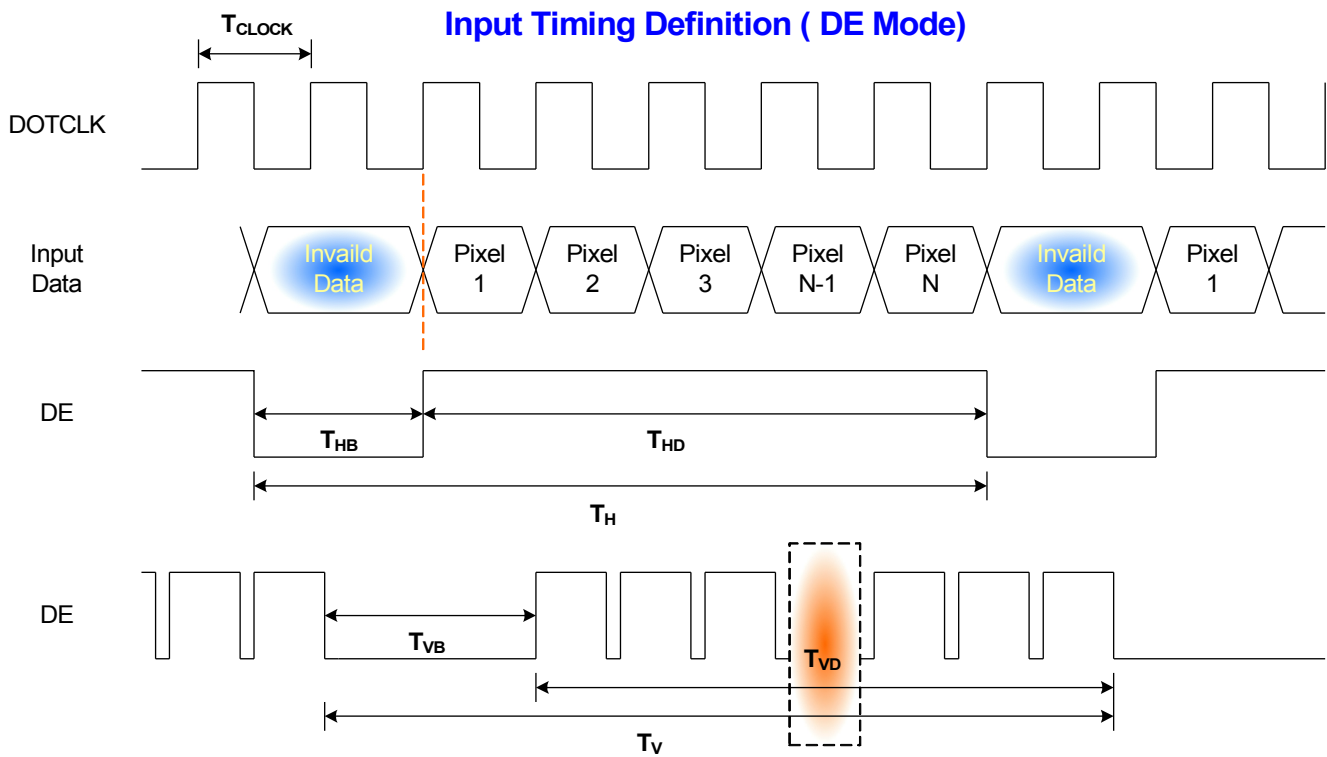 Input Timing Definition ( DE Mode)
TCLOCK
DOTCLK
Input
Data
Invaild
Data
Pixel
1
Pixel
2
Pixel
3
Pixel
N-1
Pixel
N
Invaild
Data
Pixel
1
DE
THB
THD
TH
DE
TVB
TVD
TV